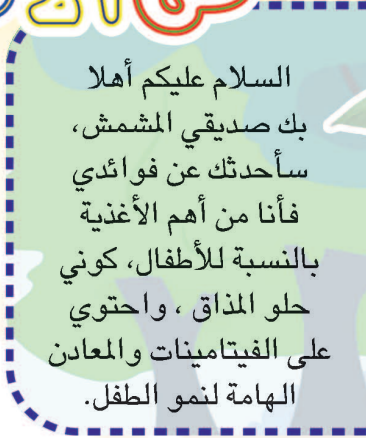 السلام عليكم أهلا
بك صديقي المشمش،
سأحدثك عن فوائدي
فأنا من أهم الأغذية
بالنسبة للأطفال، كوني
حلو المذاق ، واحتوي
على الفيتامينات والمعادن
الهامة لنمو الطفل.